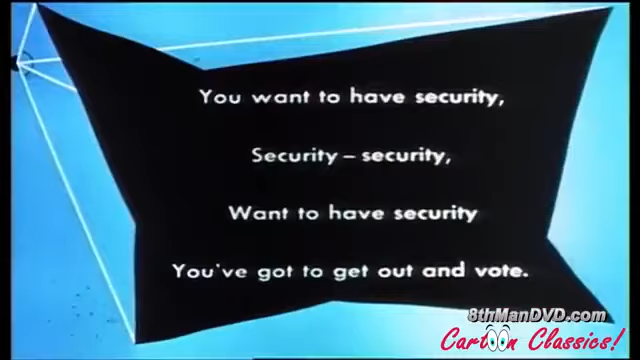 You want to have security,
Security – security,
Want to have security
You've got to get out and vote.
8thManDVD.com
Cartoon Classics!